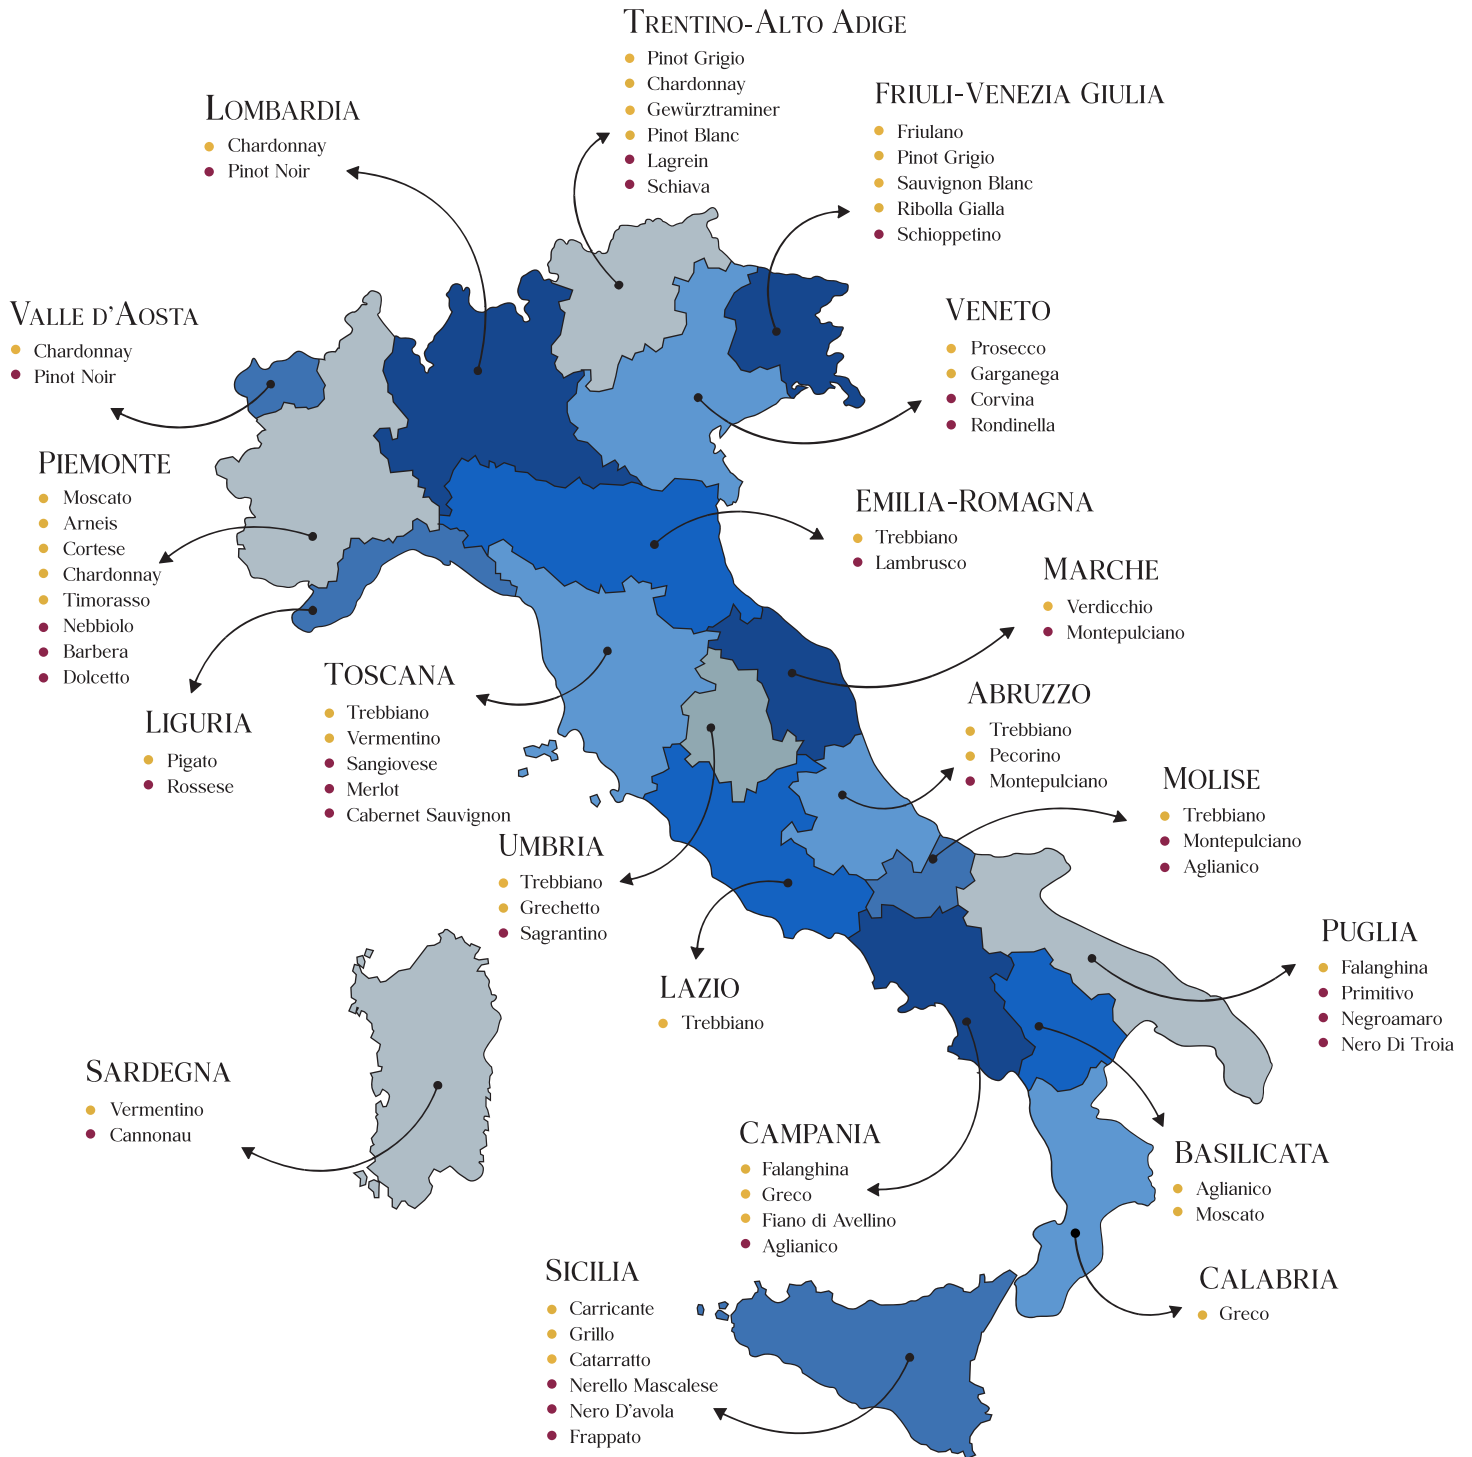 Trentino-Alto Adige
Pinot Grigio
Chardonnay
Gewürztraminer
Pinot Blanc
Lagrein
Schiava
Friuli-Venezia Giulia
Friulano
Pinot Grigio
Sauvignon Blanc
Ribolla Gialla
Schioppetino
Lombardia
Chardonnay
Pinot Noir
Valle d'Aosta
Chardonnay
Pinot Noir
Veneto
Prosecco
Garganega
Corvina
Rondinella
Piemonte
Moscato
Arneis
Cortese
Chardonnay
Timorasso
Nebbiolo
Barbera
Dolcetto
Emilia-Romagna
Trebbiano
Lambrusco
Marche
Verdicchio
Montepulciano
Liguria
Pigato
Rossese
Toscana
Trebbiano
Vermentino
Sangiovese
Merlot
Cabernet Sauvignon
Abruzzo
Trebbiano
Pecorino
Montepulciano
Molise
Trebbiano
Montepulciano
Aglianico
Umbria
Trebbiano
Grechetto
Sagrantino
Lazio
Trebbiano
Puglia
Falanghina
Primitivo
Negroamaro
Nero Di Troia
Sardegna
Vermentino
Cannonau
Campania
Falanghina
Greco
Fiano di Avellino
Aglianico
Basilicata
Aglianico
Moscato
Calabria
Greco
Sicilia
Carricante
Grillo
Catarratto
Nerello Mascalese
Nero D'avola
Frappato